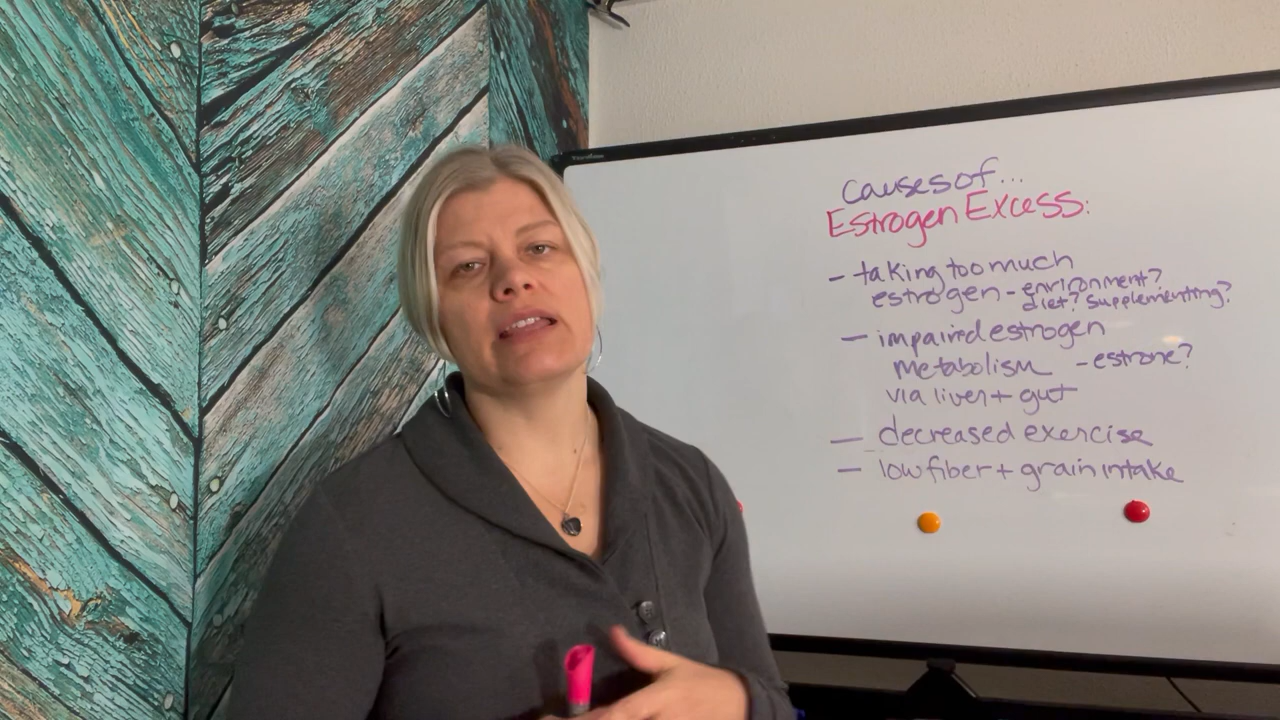 causes of...
Estrogen Excess:
- taking too much
estrogen - environment?
diet? supplementing?
- impaired estrogen
metabolism - estrone?
via liver + gut
- decreased exercise
- low fiber + grain intake